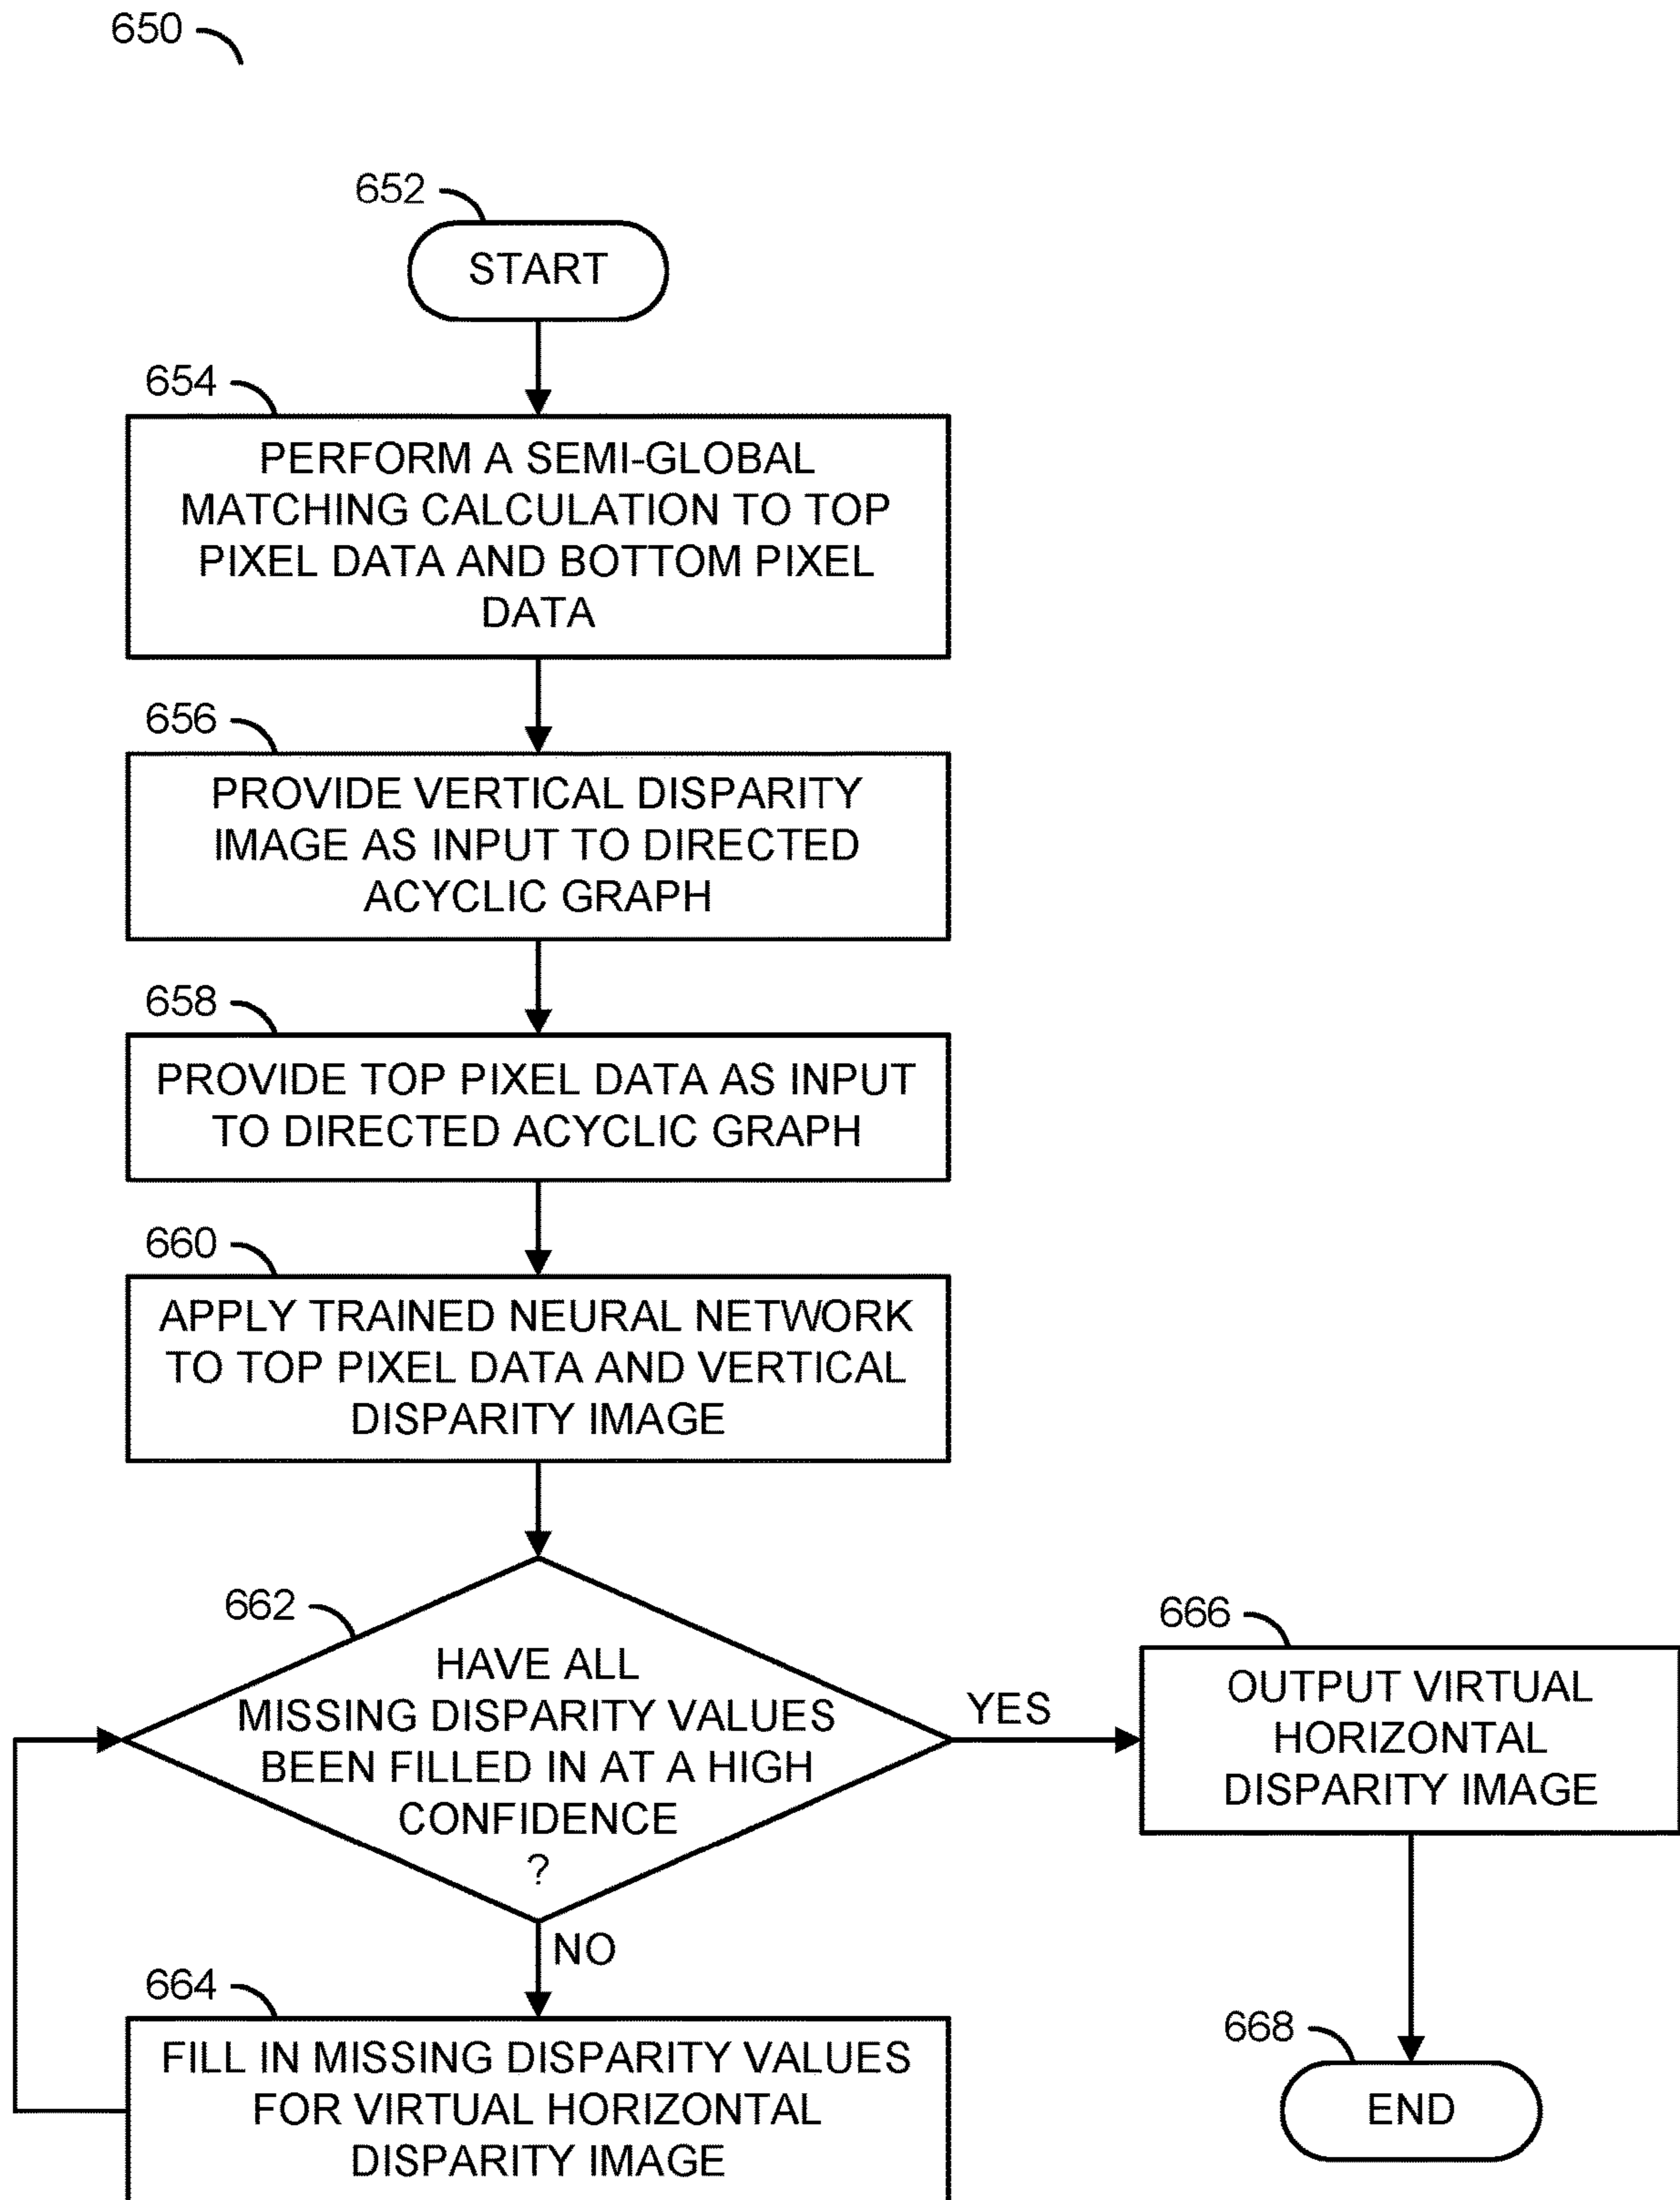 650
652
START
654
PERFORM A SEMI-GLOBAL
MATCHING CALCULATION TO TOP
PIXEL DATA AND BOTTOM PIXEL
DATA
656
PROVIDE VERTICAL DISPARITY
IMAGE AS INPUT TO DIRECTED
ACYCLIC GRAPH
658
PROVIDE TOP PIXEL DATA AS INPUT
TO DIRECTED ACYCLIC GRAPH
660
APPLY TRAINED NEURAL NETWORK
TO TOP PIXEL DATA AND VERTICAL
DISPARITY IMAGE
662
HAVE ALL
MISSING DISPARITY VALUES
BEEN FILLED IN AT A HIGH
CONFIDENCE
?
YES
NO
664
FILL IN MISSING DISPARITY VALUES
FOR VIRTUAL HORIZONTAL
DISPARITY IMAGE
666
OUTPUT VIRTUAL
HORIZONTAL
DISPARITY IMAGE
668
END